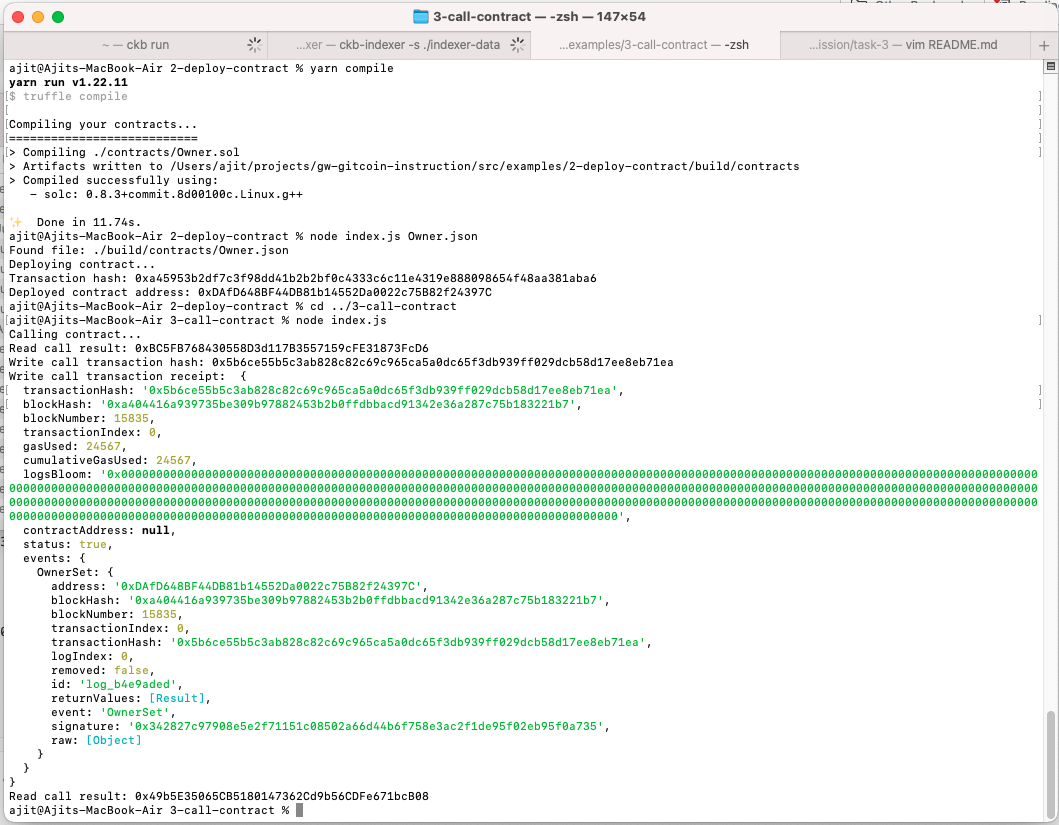 3-call-contract — -zsh — 147×54
~ — ckb run
...xer — ckb-indexer -s ./indexer-data
...examples/3-call-contract — -zsh
...ission/task-3 — vim README.md
+
ajit@Ajits-MacBook-Air 2-deploy-contract % yarn compile
yarn run v1.22.11
[$ truffle compile ]
[ ]
[Compiling your contracts... ]
[=========================== ]
[> Compiling ./contracts/Owner.sol ]
> Artifacts written to /Users/ajit/projects/gw-gitcoin-instruction/src/examples/2-deploy-contract/build/contracts
> Compiled successfully using:
- solc: 0.8.3+commit.8d00100c.Linux.g++
✨ Done in 11.74s.
ajit@Ajits-MacBook-Air 2-deploy-contract % node index.js Owner.json
Found file: ./build/contracts/Owner.json
Deploying contract...
Transaction hash: 0xa45953b2df7c3f98dd41b2b2bf0c4333c6c11e4319e888098654f48aa381aba6
Deployed contract address: 0xDAfD648BF44DB81b14552Da0022c75B82f24397C
ajit@Ajits-MacBook-Air 2-deploy-contract % cd ../3-call-contract
[ajit@Ajits-MacBook-Air 3-call-contract % node index.js ]
Calling contract...
Read call result: 0xBC5FB768430558D3d117B3557159cFE31873FcD6
Write call transaction hash: 0x5b6ce55b5c3ab828c82c69c965ca5a0dc65f3db939ff029dcb58d17ee8eb71ea
Write call transaction receipt:  {
[ transactionHash: '0x5b6ce55b5c3ab828c82c69c965ca5a0dc65f3db939ff029dcb58d17ee8eb71ea', ]
[ blockHash: '0xa404416a939735be309b97882453b2b0ffdbbacd91342e36a287c75b183221b7', ]
blockNumber: 15835,
transactionIndex: 0,
gasUsed: 24567,
cumulativeGasUsed: 24567,
logsBloom: '
contractAddress: null,
status: true,
events: {
OwnerSet: {
address: '0xDAfD648BF44DB81b14552Da0022c75B82f24397C',
blockHash: '0xa404416a939735be309b97882453b2b0ffdbbacd91342e36a287c75b183221b7',
blockNumber: 15835,
transactionIndex: 0,
transactionHash: '0x5b6ce55b5c3ab828c82c69c965ca5a0dc65f3db939ff029dcb58d17ee8eb71ea',
logIndex: 0,
removed: false,
id: 'log_b4e9aded',
returnValues: [Result],
event: 'OwnerSet',
signature: '0x342827c97908e5e2f71151c08502a66d44b6f758e3ac2f1de95f02eb95f0a735',
raw: [Object]
}
}
}
Read call result: 0x49b5E35065CB5180147362Cd9b56CDFe671bcB08
ajit@Ajits-MacBook-Air 3-call-contract %